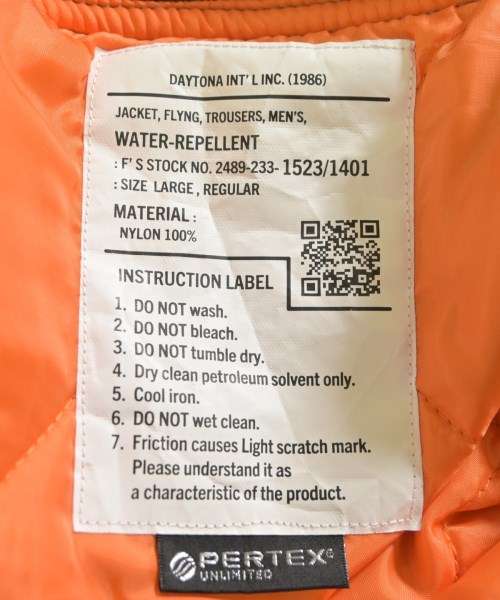 DAYTONA INT' L INC. (1986)
JACKET, FLYNG, TROUSERS, MEN'S,
WATER-REPELLENT
: F' S STOCK NO. 2489-233- 1523/1401
: SIZE LARGE , REGULAR
MATERIAL :
NYLON 100%
INSTRUCTION LABEL
1. DO NOT wash.
2. DO NOT bleach.
3. DO NOT tumble dry.
4. Dry clean petroleum solvent only.
5. Cool iron.
6. DO NOT wet clean.
7. Friction causes Light scratch mark.
Please understand it as
a characteristic of the product.
PERTEX®
UNLIMITED